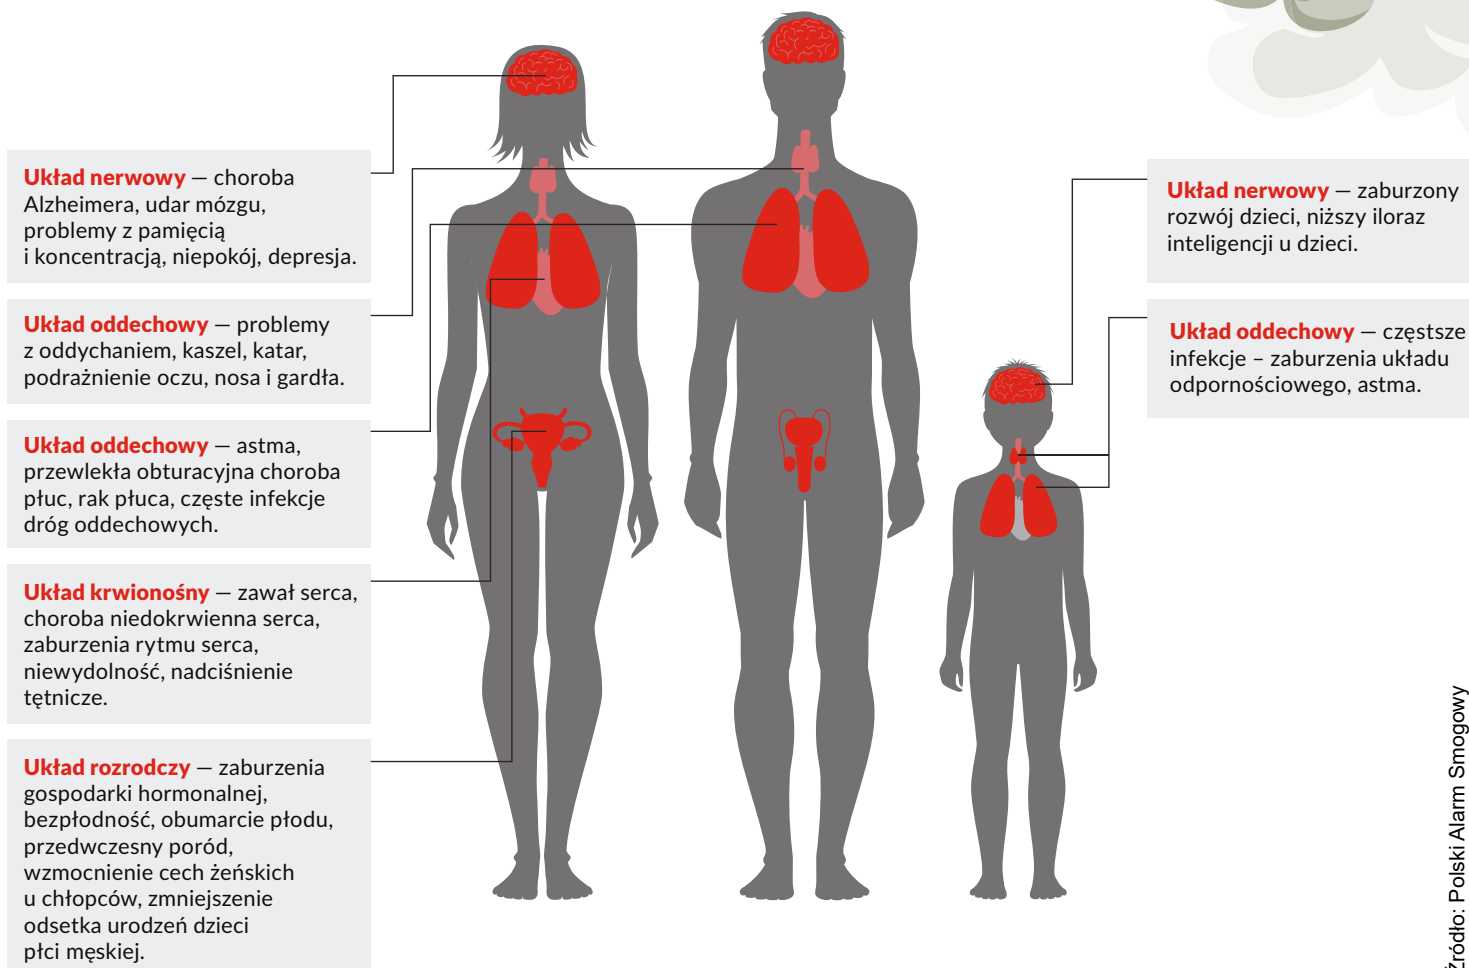 Układ nerwowy — choroba
Alzheimera, udar mózgu,
problemy z pamięcią
i koncentracją, niepokój, depresja.
Układ oddechowy — problemy
z oddychaniem, kaszel, katar,
podrażnienie oczu, nosa i gardła.
Układ oddechowy — astma,
przewlekła obturacyjna choroba
płuc, rak płuca, częste infekcje
dróg oddechowych.
Układ krwionośny — zawał serca,
choroba niedokrwienna serca,
zaburzenia rytmu serca,
niewydolność, nadciśnienie
tętnicze.
Układ rozrodczy — zaburzenia
gospodarki hormonalnej,
bezpłodność, obumarcie płodu,
przedwczesny poród,
wzmocnienie cech żeńskich
u chłopców, zmniejszenie
odsetka urodzeń dzieci
płci męskiej.
Układ nerwowy — zaburzony
rozwój dzieci, niższy iloraz
inteligencji u dzieci.
Układ oddechowy — częstsze
infekcje – zaburzenia układu
odpornościowego, astma.
Źródło: Polski Alarm Smogowy